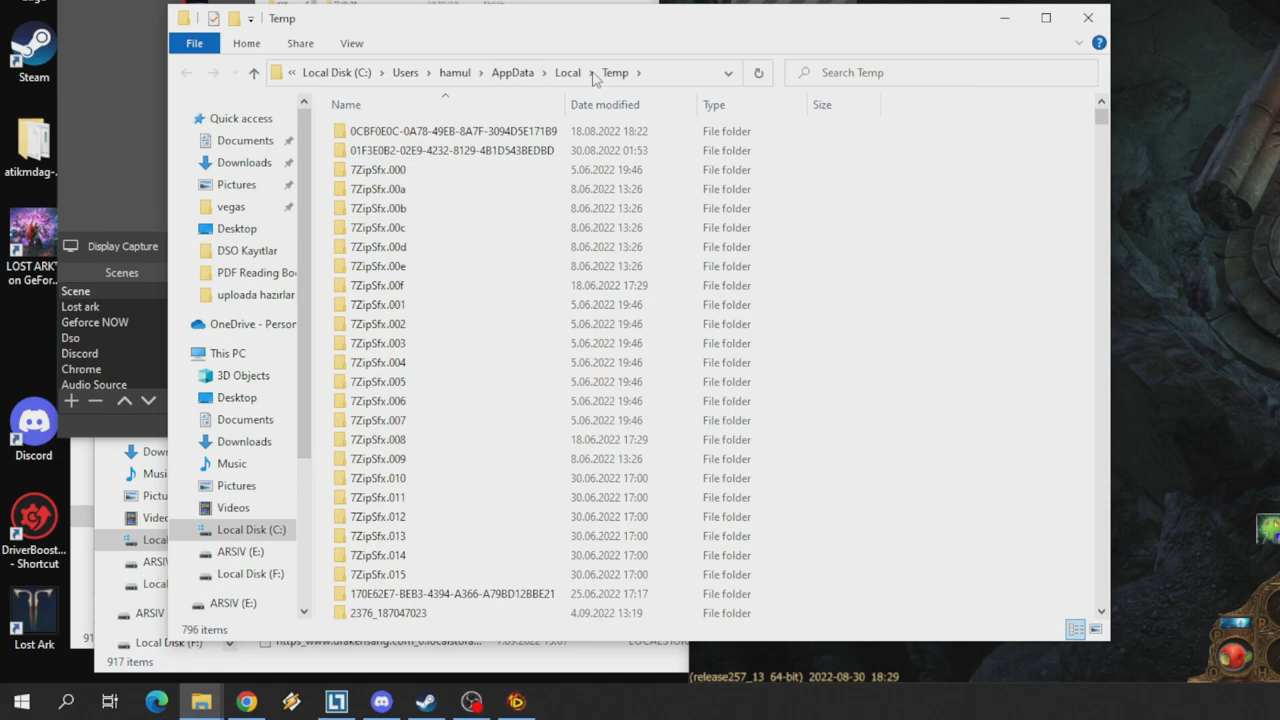 Temp
File
Home
Share
View
Local Disk (C:)
Users
hamul
AppData
Local
Temp
Search Temp
Name
Date modified
Type
Size
0CBF0E0C-0A78-49EB-8A7F-3094D5E171B9 18.08.2022 18:22 File folder
01F3E0B2-02E9-4232-8129-4B1D543BEDBD 30.08.2022 01:53 File folder
7ZipSfx.000 5.06.2022 19:46 File folder
7ZipSfx.00a 8.06.2022 13:26 File folder
7ZipSfx.00b 8.06.2022 13:26 File folder
7ZipSfx.00c 8.06.2022 13:26 File folder
7ZipSfx.00d 8.06.2022 13:26 File folder
7ZipSfx.00e 8.06.2022 13:26 File folder
7ZipSfx.00f 18.06.2022 17:29 File folder
7ZipSfx.001 5.06.2022 19:46 File folder
7ZipSfx.002 5.06.2022 19:46 File folder
7ZipSfx.003 5.06.2022 19:46 File folder
7ZipSfx.004 5.06.2022 19:46 File folder
7ZipSfx.005 5.06.2022 19:46 File folder
7ZipSfx.006 5.06.2022 19:46 File folder
7ZipSfx.007 5.06.2022 19:46 File folder
7ZipSfx.008 18.06.2022 17:29 File folder
7ZipSfx.009 8.06.2022 13:26 File folder
7ZipSfx.010 30.06.2022 17:00 File folder
7ZipSfx.011 30.06.2022 17:00 File folder
7ZipSfx.012 30.06.2022 17:00 File folder
7ZipSfx.013 30.06.2022 17:00 File folder
7ZipSfx.014 30.06.2022 17:00 File folder
7ZipSfx.015 30.06.2022 17:00 File folder
170E62E7-BEB3-4394-A366-A79BD12BBE21 25.06.2022 17:17 File folder
2376_187047023 4.09.2022 13:19 File folder
Quick access
Documents
Downloads
Pictures
vegas
Desktop
DSO Kayıtlar
PDF Reading Bo
uploada hazırlar
OneDrive - Person
This PC
3D Objects
Desktop
Documents
Downloads
Music
Pictures
Videos
Local Disk (C:)
ARSIV (E:)
Local Disk (F:)
ARSIV (E:)
796 items
Steam
atikmdag-...
LOST ARK
on GeFor...
Discord
DriverBoost...
- Shortcut
Lost Ark
Display Capture
Scenes
Scene
Lost ark
Geforce NOW
Dso
Discord
Chrome
Audio Source
Dow
Musi
Pictu
Vide
Loca
ARSI
Loca
ARSIV
Local Disk (F:)
917 items
(release257_13 64-bit) 2022-08-30 18:29